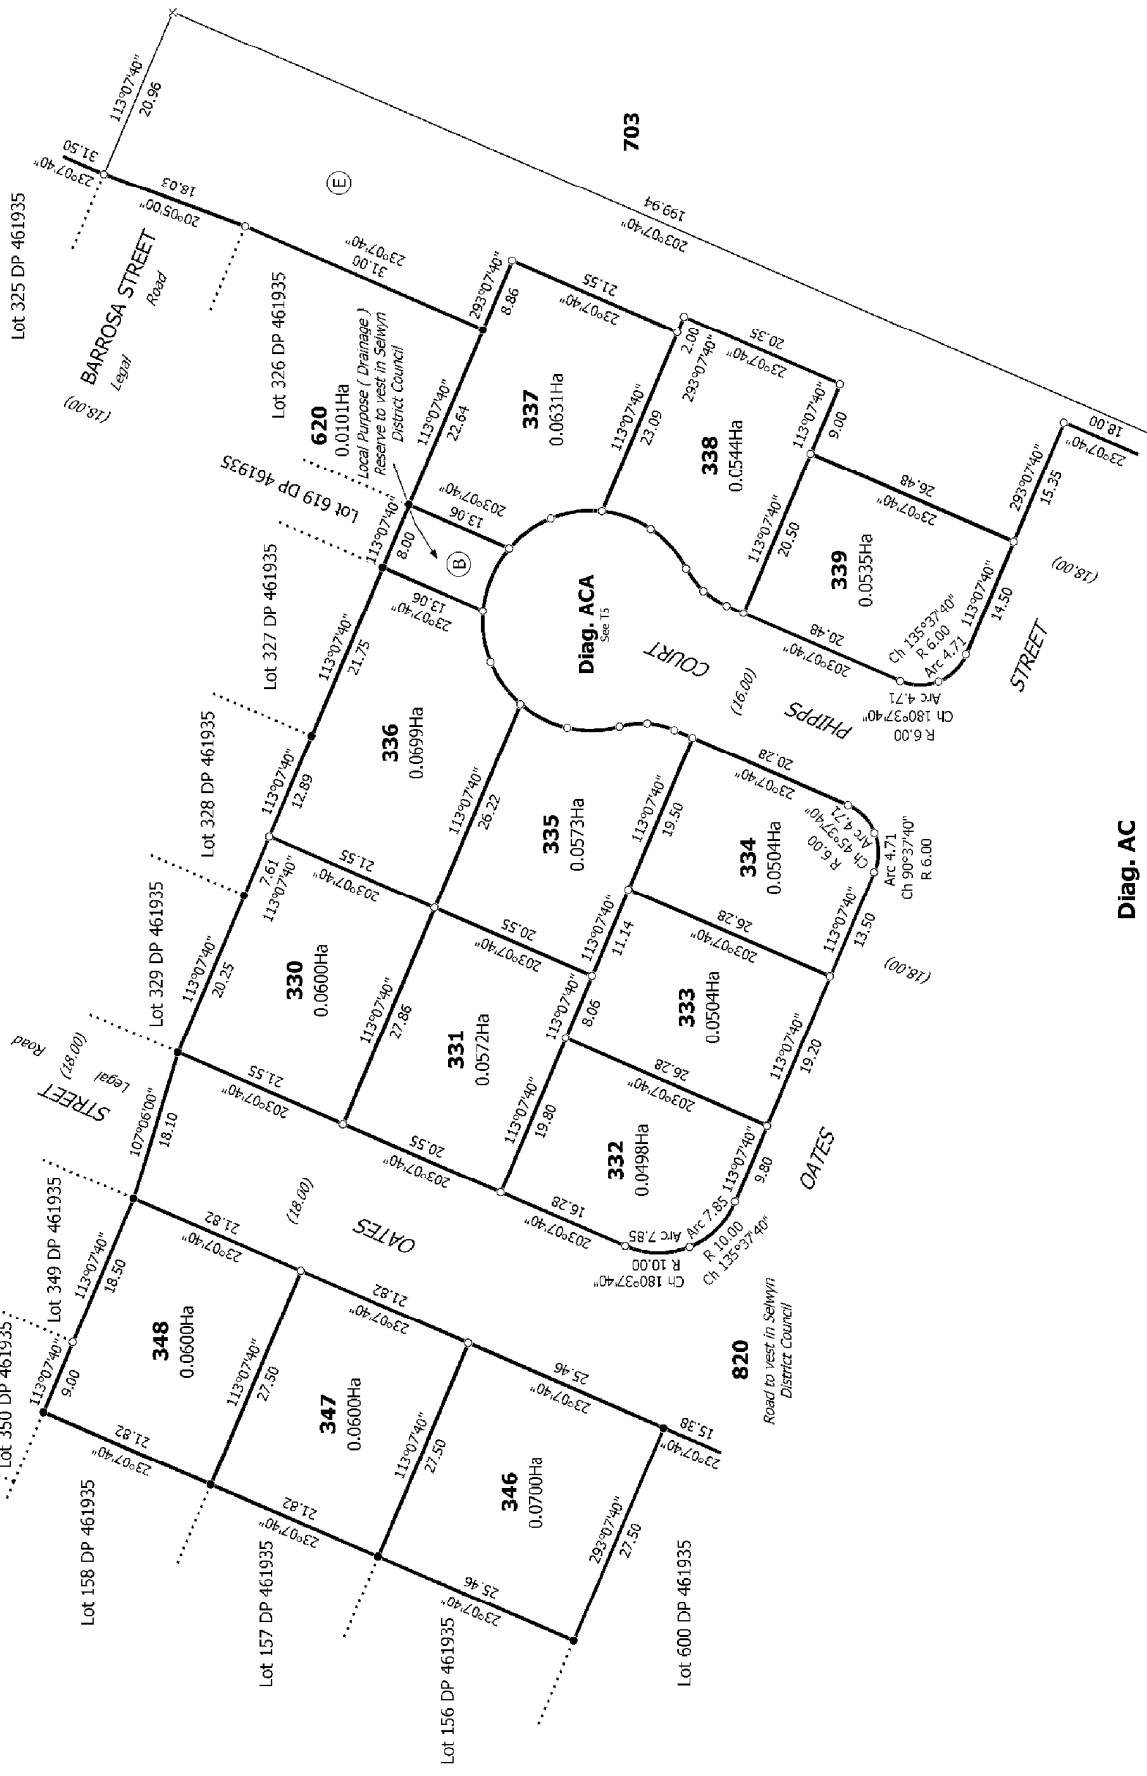 Lot 325 DP 461935
113°07'40"
20.96
31.50
23°07'40"
18.03
20°05'00"
BARROSA STREET
Legal Road
(18.00)
E
703
199.94
203°07'40"
31.06
23°07'40"
Lot 326 DP 461935
620
0.0101Ha
Local Purpose ( Drainage )
Reserve to vest in Selwyn
District Council
Lot 619 DP 461935
293°07'40"
8.86
113°07'40"
22.64
337
0.0631Ha
21.55
23°07'40"
203°07'40"
13.06
113°07'40"
8.00
B
23°07'40"
13.06
Lot 327 DP 461935
113°07'40"
21.75
113°07'40"
23.09
2.00
293°07'40"
338
0.0544Ha
20.35
23°07'40"
113°07'40"
9.00
113°07'40"
20.50
339
0.0535Ha
26.48
23°07'40"
293°07'40"
15.35
18.00
23°07'40"
113°07'40"
14.50
(18.00)
STREET
20.48
203°07'40"
Ch 135°37'40"
R 6.00
Arc 4.71
Arc 4.71
Ch 180°37'40"
R 6.00
Diag. ACA
See T5
PHIPPS COURT
(16.00)
Lot 328 DP 461935
113°07'40"
12.89
336
0.0699Ha
113°07'40"
26.22
335
0.0573Ha
113°07'40"
19.50
20.28
23°07'40"
334
0.0504Ha
Arc 4.71
Ch 45°37'40"
R 6.00
Arc 4.71
Ch 90°37'40"
R 6.00
113°07'40"
13.50
(18.00)
Lot 329 DP 461935
7.61
113°07'40"
113°07'40"
20.25
330
0.0600Ha
21.55
203°07'40"
21.55
203°07'40"
113°07'40"
27.86
331
0.0572Ha
20.55
203°07'40"
20.55
203°07'40"
113°07'40"
11.14
113°07'40"
8.06
113°07'40"
19.80
333
0.0504Ha
26.28
203°07'40"
26.28
203°07'40"
113°07'40"
19.20
332
0.0498Ha
16.28
203°07'40"
113°07'40"
9.80
Arc 7.85
R 10.00
Ch 135°37'40"
Arc 7.85
R 10.00
Ch 180°37'40"
OATES
STREET
Legal Road
(18.00)
107°06'00"
18.10
OATES
(18.00)
Lot 349 DP 461935
Lot 350 DP 461935
113°07'40"
18.50
113°07'40"
9.00
348
0.0600Ha
21.82
23°07'40"
21.82
23°07'40"
113°07'40"
27.50
347
0.0600Ha
21.82
23°07'40"
21.82
23°07'40"
113°07'40"
27.50
346
0.0700Ha
25.46
23°07'40"
25.46
23°07'40"
293°07'40"
27.50
15.38
23°07'40"
820
Road to vest in Selwyn
District Council
Lot 158 DP 461935
Lot 157 DP 461935
Lot 156 DP 461935
Lot 600 DP 461935
Diag. AC